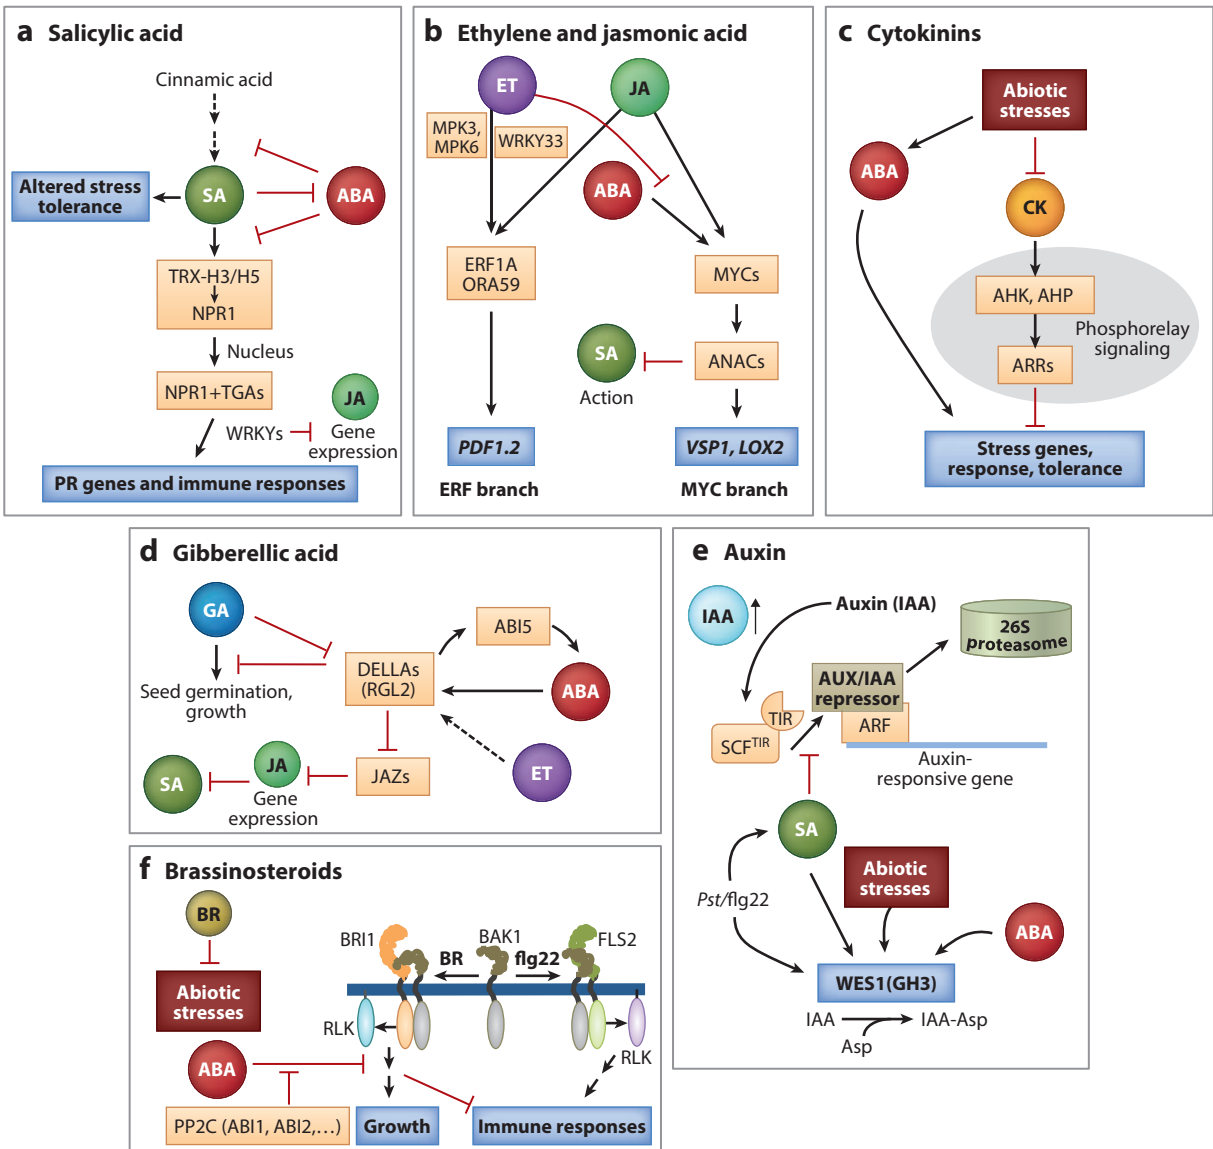 a Salicylic acid
Cinnamic acid
Altered stress
tolerance
SA
ABA
TRX-H3/H5
NPR1
Nucleus
NPR1+TGAs
JA
WRKYs
Gene
expression
PR genes and immune responses
b Ethylene and jasmonic acid
ET
JA
MPK3,
MPK6
WRKY33
ABA
ERF1A
ORA59
MYCs
SA
Action
ANACs
PDF1.2
VSP1, LOX2
ERF branch
MYC branch
c Cytokinins
Abiotic
stresses
ABA
CK
AHK, AHP
Phosphorelay
signaling
ARRs
Stress genes,
response, tolerance
d Gibberellic acid
GA
ABI5
DELLAs
(RGL2)
ABA
Seed germination,
growth
SA
JA
Gene
expression
JAZs
ET
e Auxin
IAA
Auxin (IAA)
26S
proteasome
AUX/IAA
repressor
TIR
SCFTIR
ARF
Auxin-
responsive gene
SA
Abiotic
stresses
Pst/flg22
ABA
WES1(GH3)
IAA
IAA-Asp
Asp
f Brassinosteroids
BR
Abiotic
stresses
ABA
PP2C (ABI1, ABI2,...)
BRI1
BR
BAK1
flg22
FLS2
RLK
RLK
Growth
Immune responses